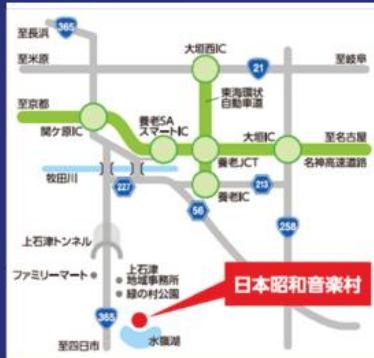 至長浜
365
至米原
大垣西IC
21
至岐阜
東海環状
自動車道
至京都
関ケ原IC
養老SA
スマートIC
大垣IC
至名古屋
養老JCT
名神高速道路
牧田川
227
養老IC
213
56
258
上石津トンネル
ファミリーマート
上石津
地域事務所
緑の村公園
日本昭和音楽村
365
水嶺湖
至四日市